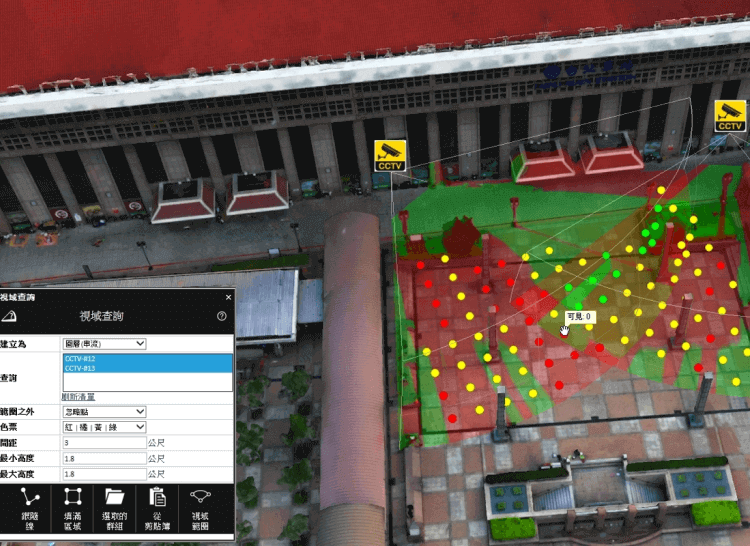 CCTV
CCTV
可見: 0
視域查詢
視域查詢
建立為
圖層(串流)
查詢
CCTV-#12
CCTV-#13
刷新清單
範圍之外
忽略點
色票
紅 | 橘 | 黃 | 綠
間距
3
公尺
最小高度
1.8
公尺
最大高度
1.8
公尺
跟隨
線
填滿
區域
選取的
群組
從
剪貼簿
視域
範圍